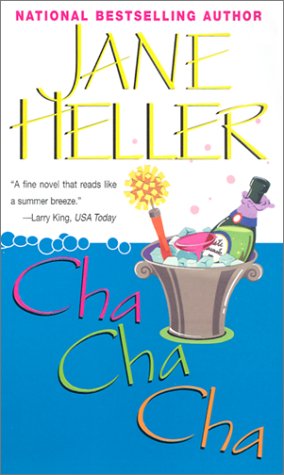 NATIONAL BESTSELLING AUTHOR
JANE
HELLER
"A fine novel that reads like
a summer breeze."
—Larry King, USA Today
Cha
Cha
Cha